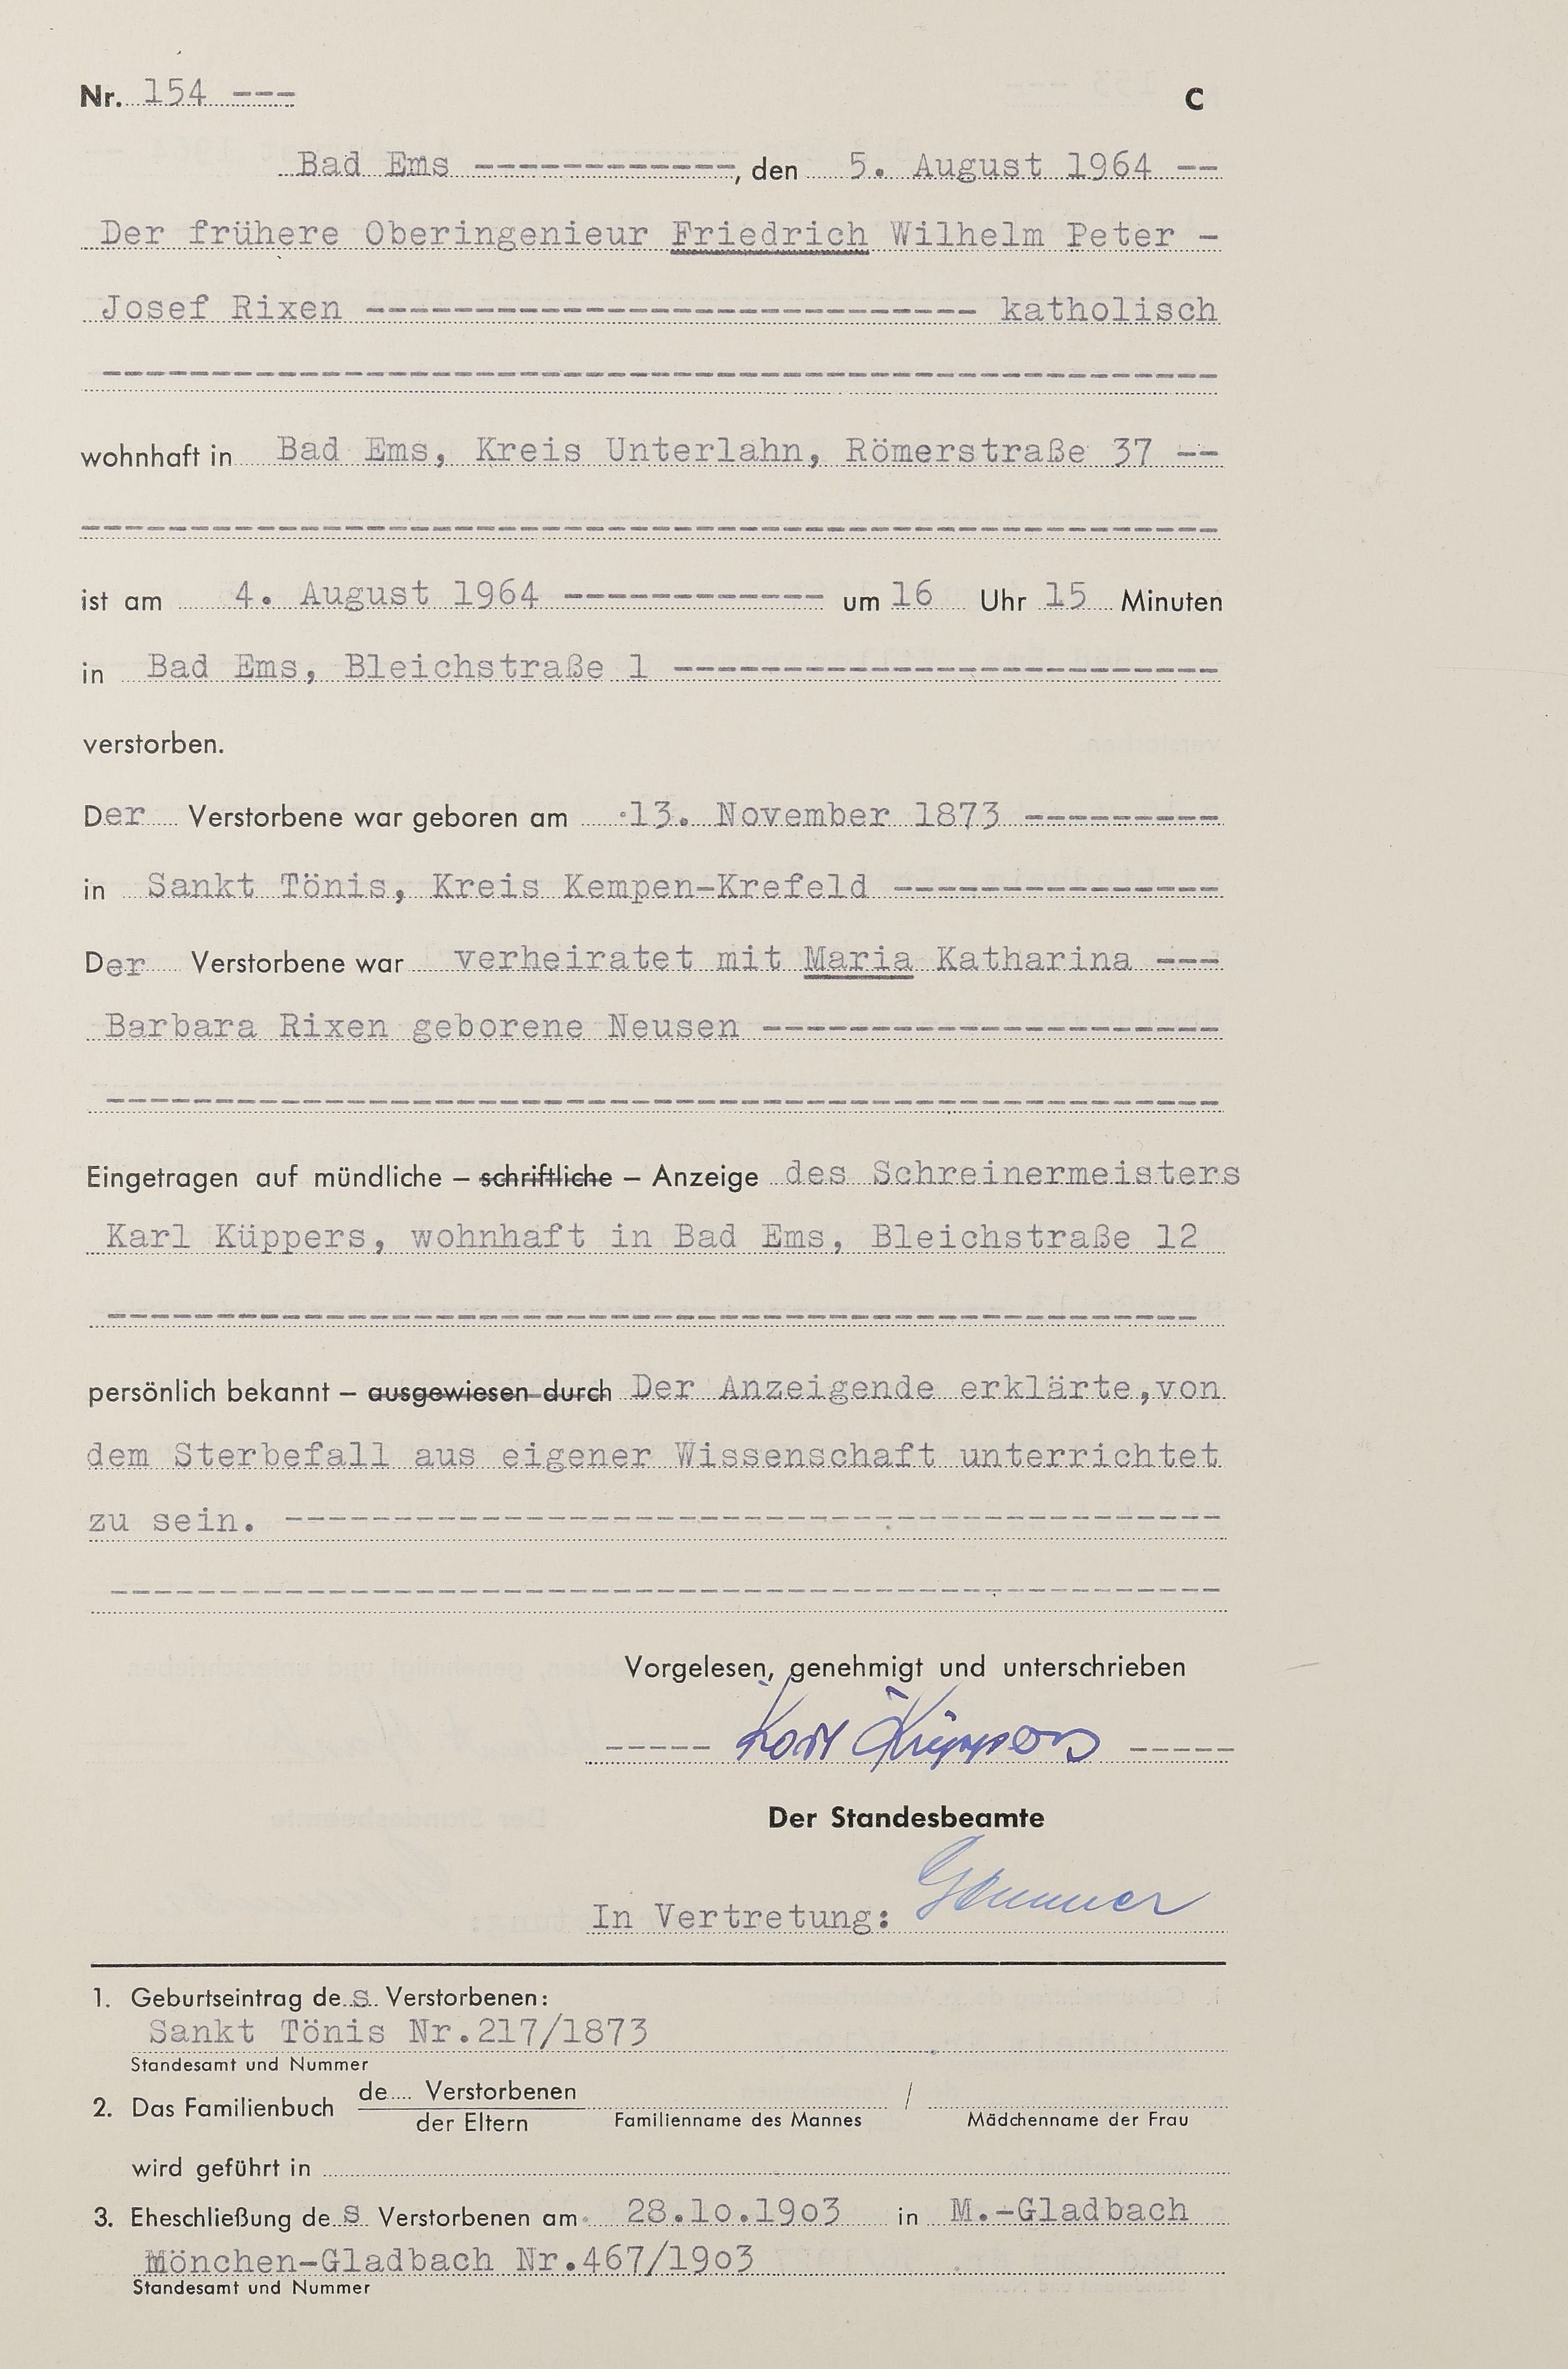 Nr. 154 --- C
Bad Ems ------------, den 5. August 1964 --
Der frühere Oberingenieur Friedrich Wilhelm Peter -
Josef Rixen ---------------------------- katholisch
---------------------------------------------------
wohnhaft in Bad Ems, Kreis Unterlahn, Römerstraße 37 --
----------------------------------------------------
ist am 4. August 1964 ------------ um 16 Uhr 15 Minuten
in Bad Ems, Bleichstraße 1 -------------------------
verstorben.
Der Verstorbene war geboren am 13. November 1873 ---------
in Sankt Tönis, Kreis Kempen-Krefeld ---------------
Der Verstorbene war verheiratet mit Maria Katharina ---
Barbara Rixen geborene Neusen ---------------------
---------------------------------------------------
Eingetragen auf mündliche – schriftliche – Anzeige des Schreinermeisters
Karl Küppers, wohnhaft in Bad Ems, Bleichstraße 12
--------------------------------------------------
persönlich bekannt – ausgewiesen durch Der Anzeigende erklärte,von
dem Sterbefall aus eigener Wissenschaft unterrichtet
zu sein. -------------------------------------------
---------------------------------------------------
Vorgelesen, genehmigt und unterschrieben
----- Karl Küppers -----
Der Standesbeamte
In Vertretung:
1. Geburtseintrag des Verstorbenen:
Sankt Tönis Nr.217/1873
Standesamt und Nummer
2. Das Familienbuch de.... Verstorbenen /
der Eltern Familienname des Mannes Mädchenname der Frau
wird geführt in
3. Eheschließung des Verstorbenen am 28.10.1903 in M.-Gladbach
Mönchen-Gladbach Nr.467/1903
Standesamt und Nummer